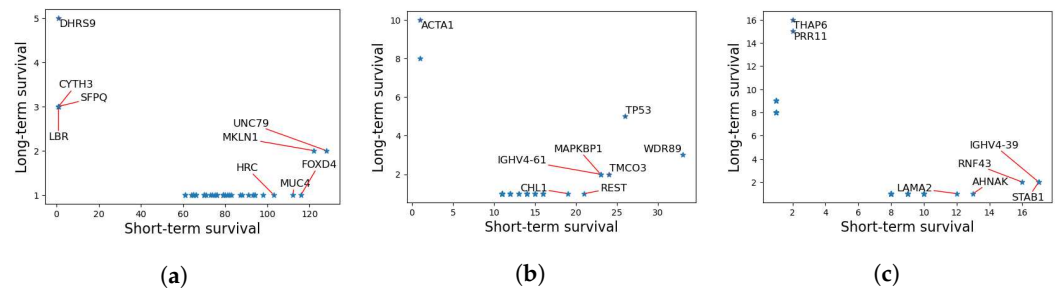 5
DHRS9
4
CYTH3
SFPQ
3
LBR
UNC79
MKLN1
2
HRC
FOXD4
MUC4
1
0 20 40 60 80 100 120
Short-term survival
Long-term survival
(a)
10
ACTA1
8
6
TP53
4
MAPKBP1
WDR89
IGHV4-61
TMCO3
2
CHL1
REST
0 5 10 15 20 25 30
Short-term survival
Long-term survival
(b)
16
THAP6
PRR11
14
12
10
8
6
IGHV4-39
4
RNF43
2
LAMA2
AHNAK
STAB1
2 4 6 8 10 12 14 16
Short-term survival
Long-term survival
(c)